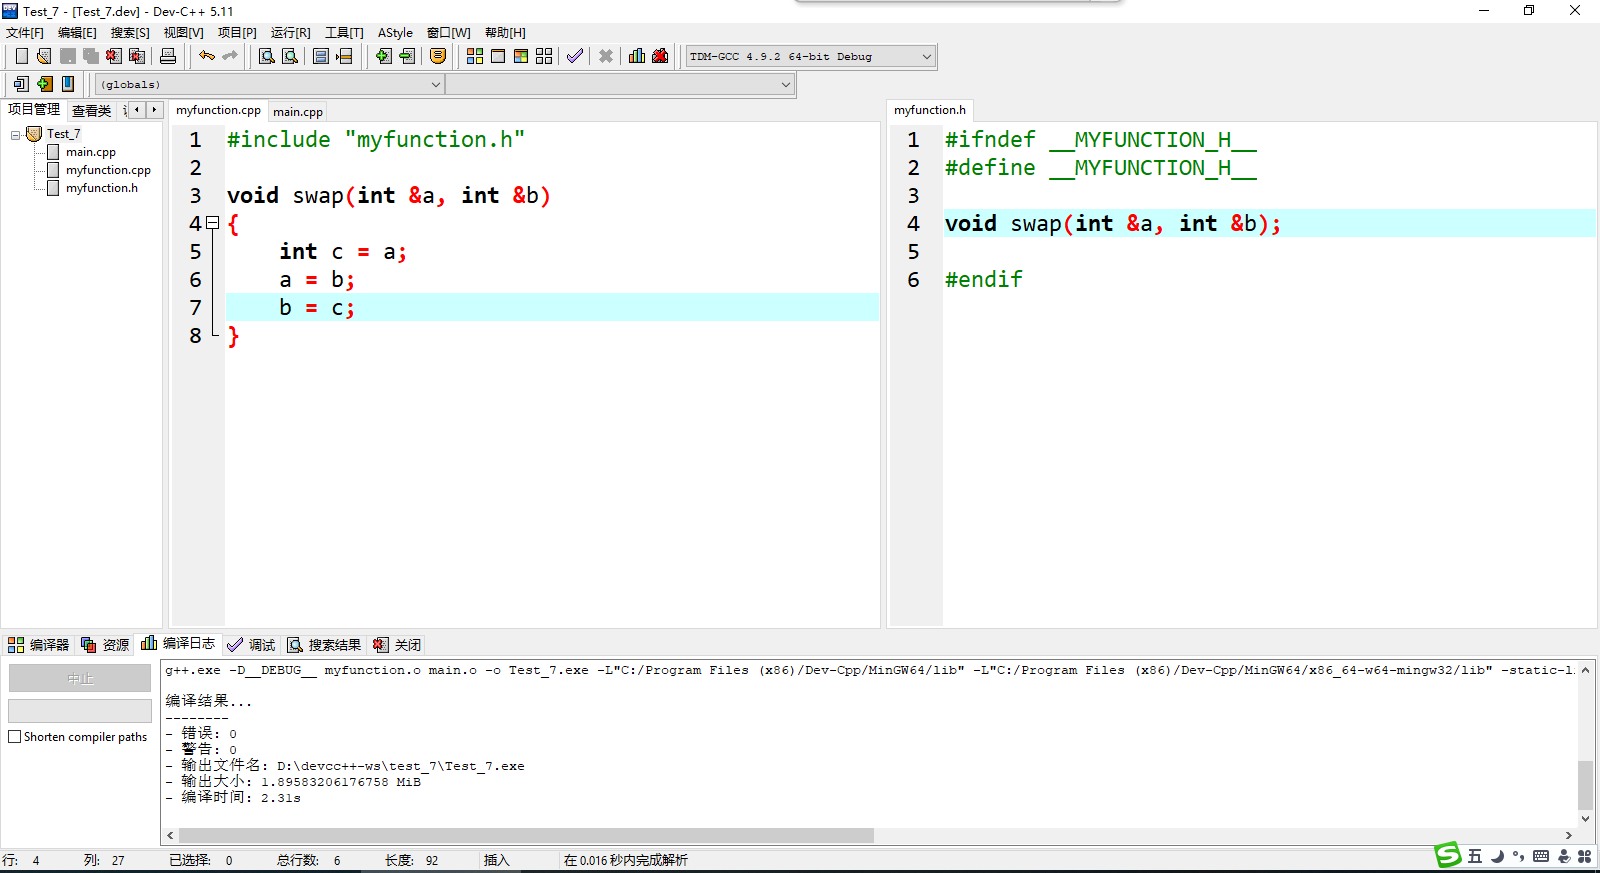 Test_7 - [Test_7.dev] - Dev-C++ 5.11
文件[F] 编辑[E] 搜索[S] 视图[V] 项目[P] 运行[R] 工具[T] AStyle 窗口[W] 帮助[H]
TDM-GCC 4.9.2 64-bit Debug
(globals)
项目管理 查看类
Test_7
main.cpp
myfunction.cpp
myfunction.h
myfunction.cpp main.cpp
1 #include "myfunction.h"
2
3 void swap(int &a, int &b)
4 {
5 int c = a;
6 a = b;
7 b = c;
8 }
myfunction.h
1 #ifndef __MYFUNCTION_H__
2 #define __MYFUNCTION_H__
3
4 void swap(int &a, int &b);
5
6 #endif
编译器 资源 编译日志 调试 搜索结果 关闭
中止
Shorten compiler paths
g++.exe -D__DEBUG__ myfunction.o main.o -o Test_7.exe -L"C:/Program Files (x86)/Dev-Cpp/MinGW64/lib" -L"C:/Program Files (x86)/Dev-Cpp/MinGW64/x86_64-w64-mingw32/lib" -static-li
编译结果...
--------
- 错误: 0
- 警告: 0
- 输出文件名: D:\devcc++-ws\test_7\Test_7.exe
- 输出大小: 1.89583206176758 MiB
- 编译时间: 2.31s
行: 4 列: 27 已选择: 0 总行数: 6 长度: 92 插入 在 0.016 秒内完成解析
五